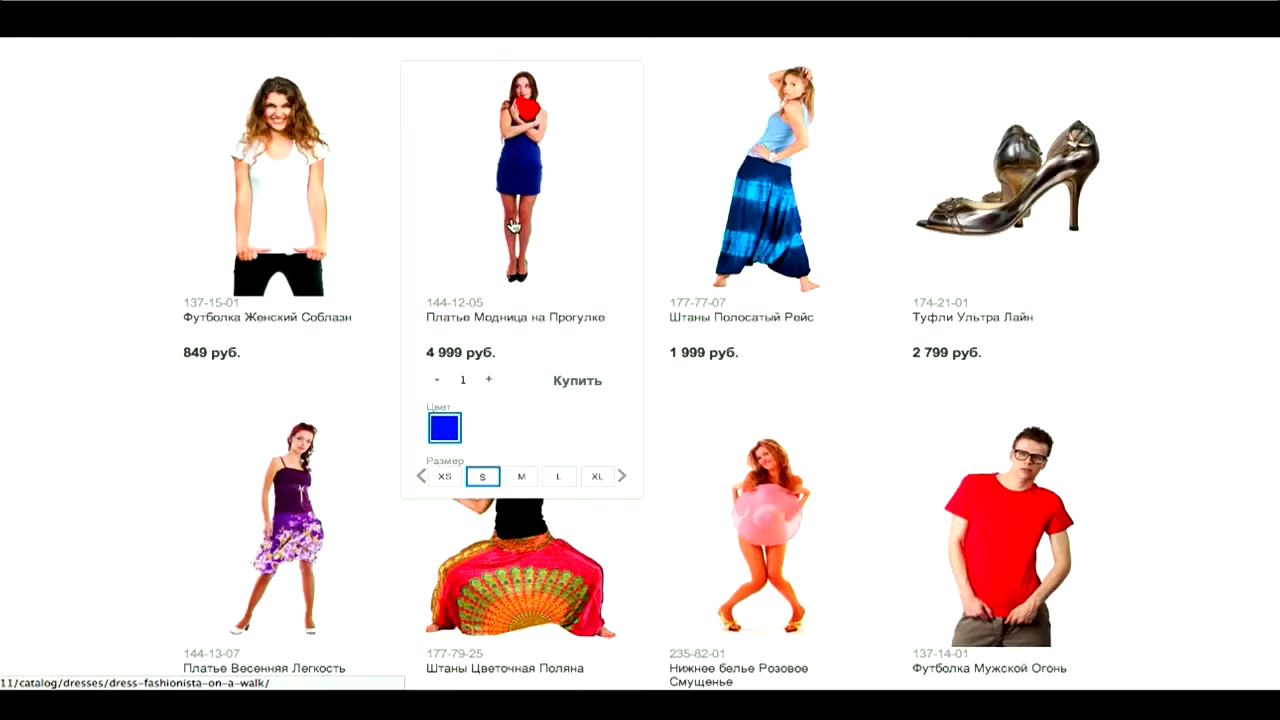 137-15-01
Футболка Женский Соблазн
849 руб.
144-12-05
Платье Модница на Прогулке
4 999 руб.
- 1 +
Купить
Цвет
Размер
XS S M L XL
177-77-07
Штаны Полосатый Рейс
1 999 руб.
174-21-01
Туфли Ультра Лайн
2 799 руб.
144-13-07
Платье Весенняя Легкость
177-79-25
Штаны Цветочная Поляна
235-82-01
Нижнее белье Розовое
Смущенье
137-14-01
Футболка Мужской Огонь
11/catalog/dresses/dress-fashionista-on-a-walk/